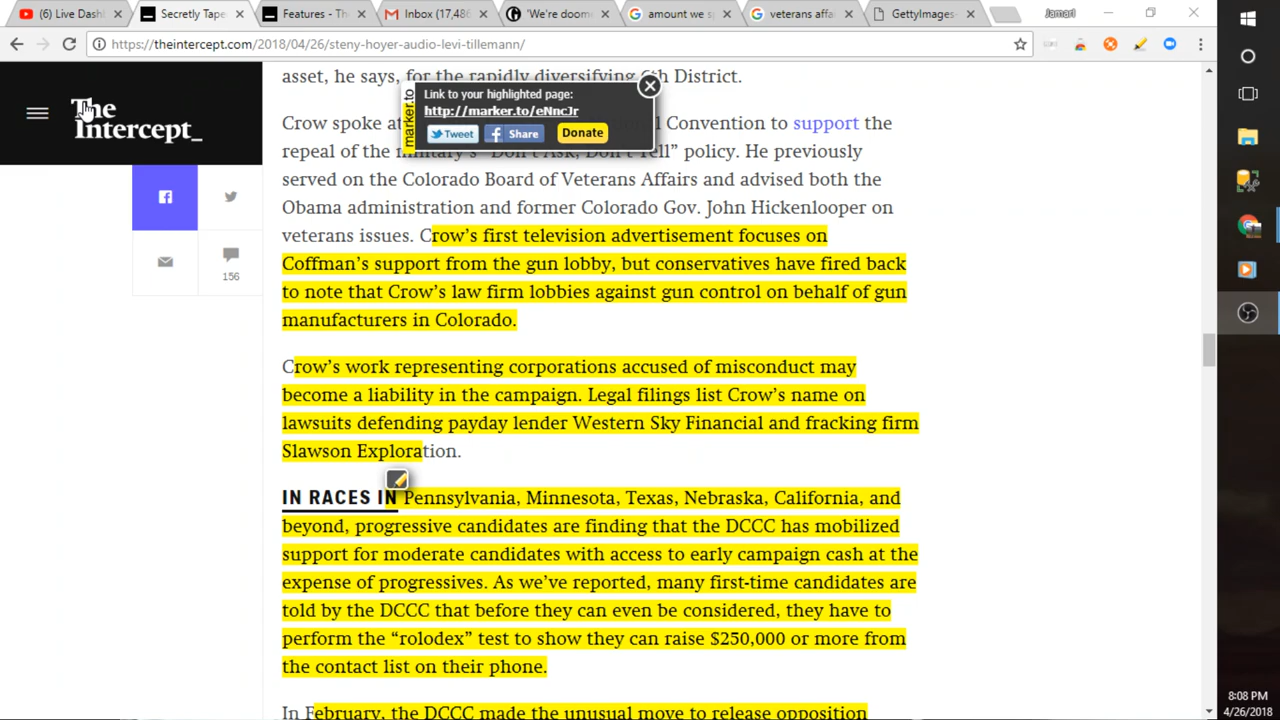 (6) Live Dash
Secretly Tape
Features - Th
Inbox (17,486
'We're doom
amount we s
veterans affa
GettyImages-
Jamarl
https://theintercept.com/2018/04/26/steny-hoyer-audio-levi-tillemann/
The
Intercept_
156
asset, he says, for the rapidly diversifying 6th District.
marker.to
Link to your highlighted page:
http://marker.to/eNncJr
Tweet
Share
Donate
Crow spoke at Convention to support the
repeal of the military's “Don't Ask, Don't Tell” policy. He previously
served on the Colorado Board of Veterans Affairs and advised both the
Obama administration and former Colorado Gov. John Hickenlooper on
veterans issues. Crow's first television advertisement focuses on
Coffman's support from the gun lobby, but conservatives have fired back
to note that Crow's law firm lobbies against gun control on behalf of gun
manufacturers in Colorado.
Crow's work representing corporations accused of misconduct may
become a liability in the campaign. Legal filings list Crow's name on
lawsuits defending payday lender Western Sky Financial and fracking firm
Slawson Exploration.
IN RACES IN Pennsylvania, Minnesota, Texas, Nebraska, California, and
beyond, progressive candidates are finding that the DCCC has mobilized
support for moderate candidates with access to early campaign cash at the
expense of progressives. As we've reported, many first-time candidates are
told by the DCCC that before they can even be considered, they have to
perform the “rolodex” test to show they can raise $250,000 or more from
the contact list on their phone.
In February, the DCCC made the unusual move to release opposition
8:08 PM
4/26/2018